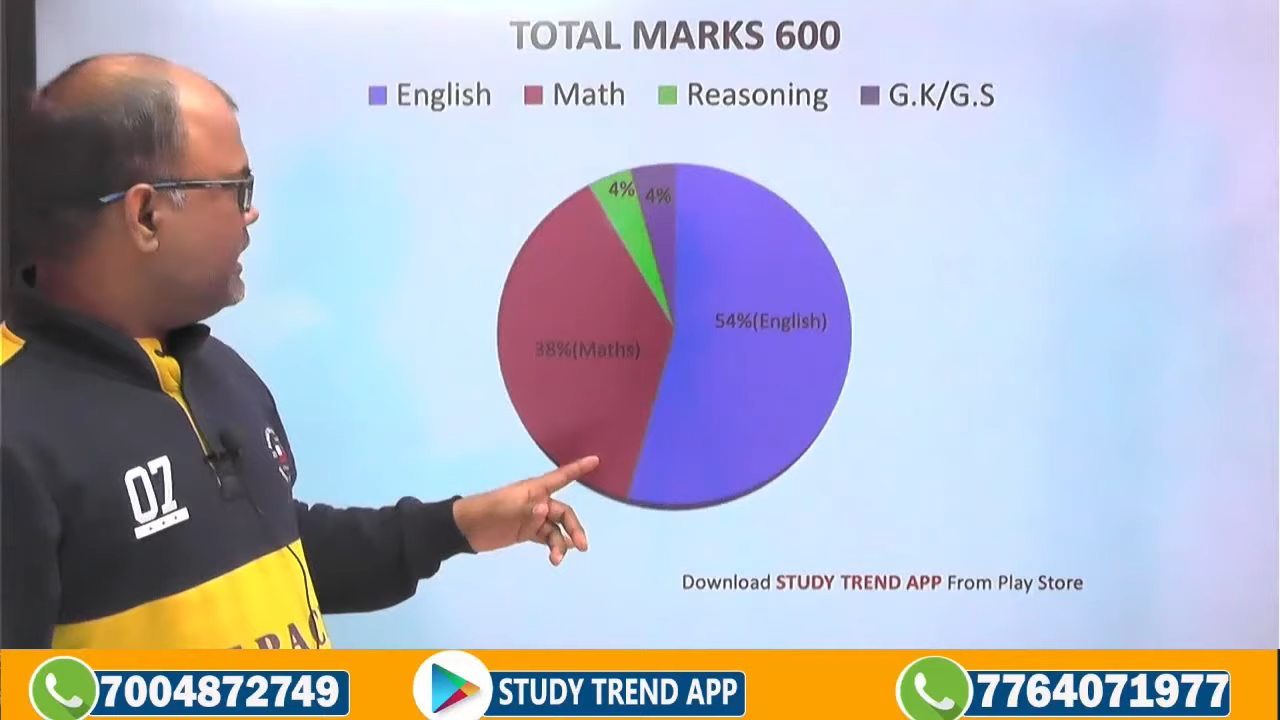 TOTAL MARKS 600
English Math Reasoning G.K/G.S
4% 4%
54%(English)
38%(Maths)
07
Download STUDY TREND APP From Play Store
7004872749 STUDY TREND APP 7764071977